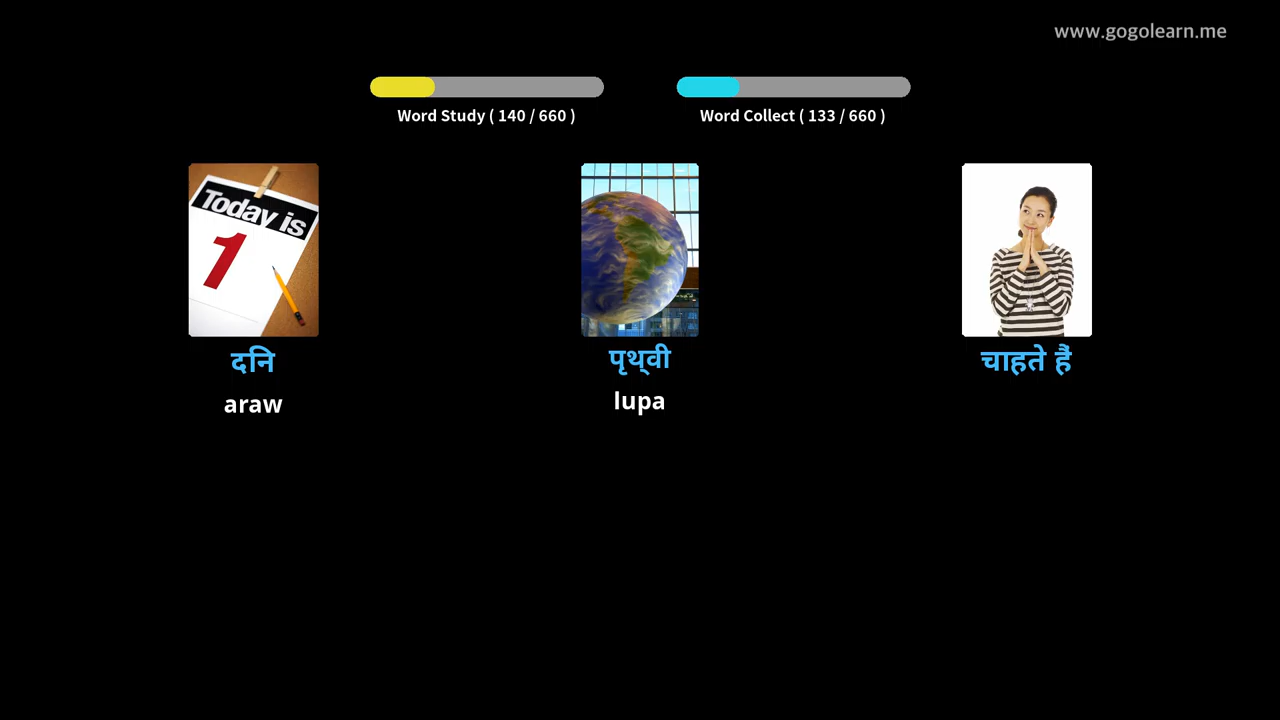 www.gogolearn.me
Word Study ( 140 / 660 )
Word Collect ( 133 / 660 )
Today is
1
दनि
araw
पृथ्वी
lupa
चाहते हैं